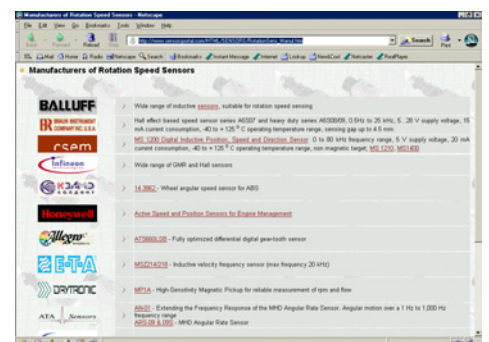 Manufacturers of Rotation Speed Sensors - Netscape
File Edit View Go Bookmarks Tools Window Help
Reload
Search
Mail Home Radio Netscape Search Bookmarks Instant Message Internet Lookup NewsCool Netcaster RealPlayer
Manufacturers of Rotation Speed Sensors
BALLUFF
Wide range of inductive sensors, suitable for rotation speed sensing
BRAUN INSTRUMENT COMPANY INC. U.S.A.
Hall effect based speed sensor series A6S07 and heavy duty series A6S08/09, 0.5Hz to 25 kHz, 5...28 V supply voltage, 15
mA current consumption, -40 to + 125 ° C operating temperature range, sensing gap up to 4.5 mm
csem
MS 1200 Digital Inductive Position, Speed and Direction Sensor 0 to 80 kHz frequency range, 5 V supply voltage, 20 mA
current consumption, -40 to + 125 ° C operating temperature range, non magnetic target; MS 1210, MS1400
Infineon
Wide range of GMR and Hall sensors
14.3862 - Wheel angular speed sensor for ABS
Honeywell
Active Speed and Position Sensors for Engine Management
Allegro
ATS660LSB - Fully optimized differential digital gear-tooth sensor
E-T-A
MSZ214/218 - Inductive velocity frequency sensor (max frequency 20 kHz)
DAYTRONIC
MP1A - High-Sensitivity Magnetic Pickup for reliable measurement of rpm and flow
ATA Sensors
AN-01 - Extending the Frequency Response of the MHD Angular Rate Sensor. Angular motion over a 1 Hz to 1,000 Hz
frequency range
ARS-09 & 09S - MHD Angular Rate Sensor